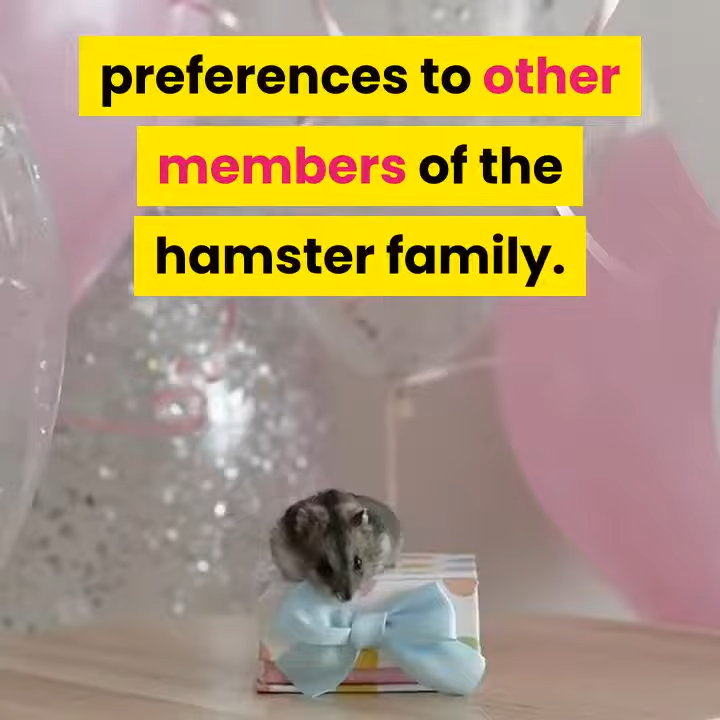 preferences to other
members of the
hamster family.